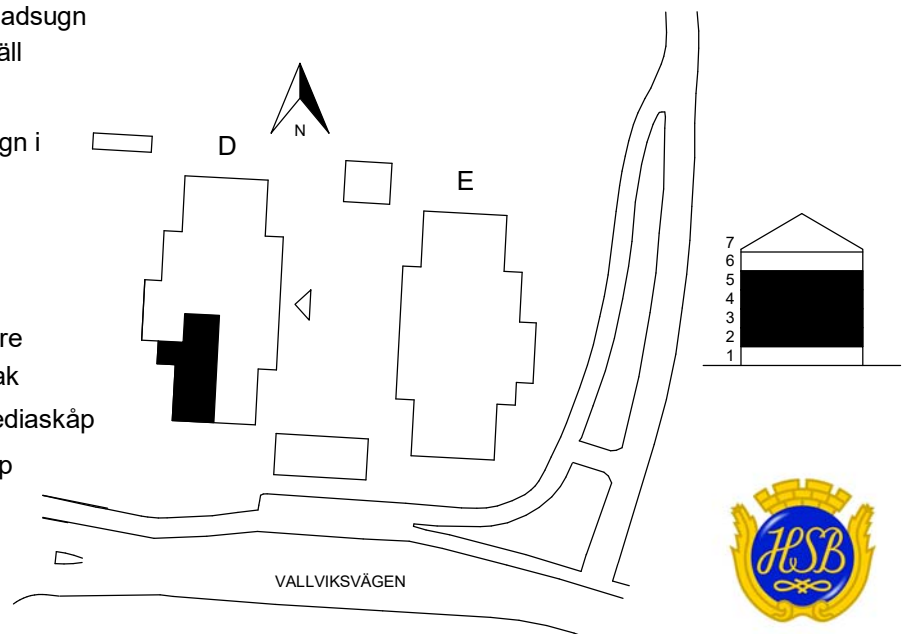 adsugn
äll
gn i
re
ak
ediaskåp
p
N
D
E
7
6
5
4
3
2
1
VALLVIKSVÄGEN
HSB